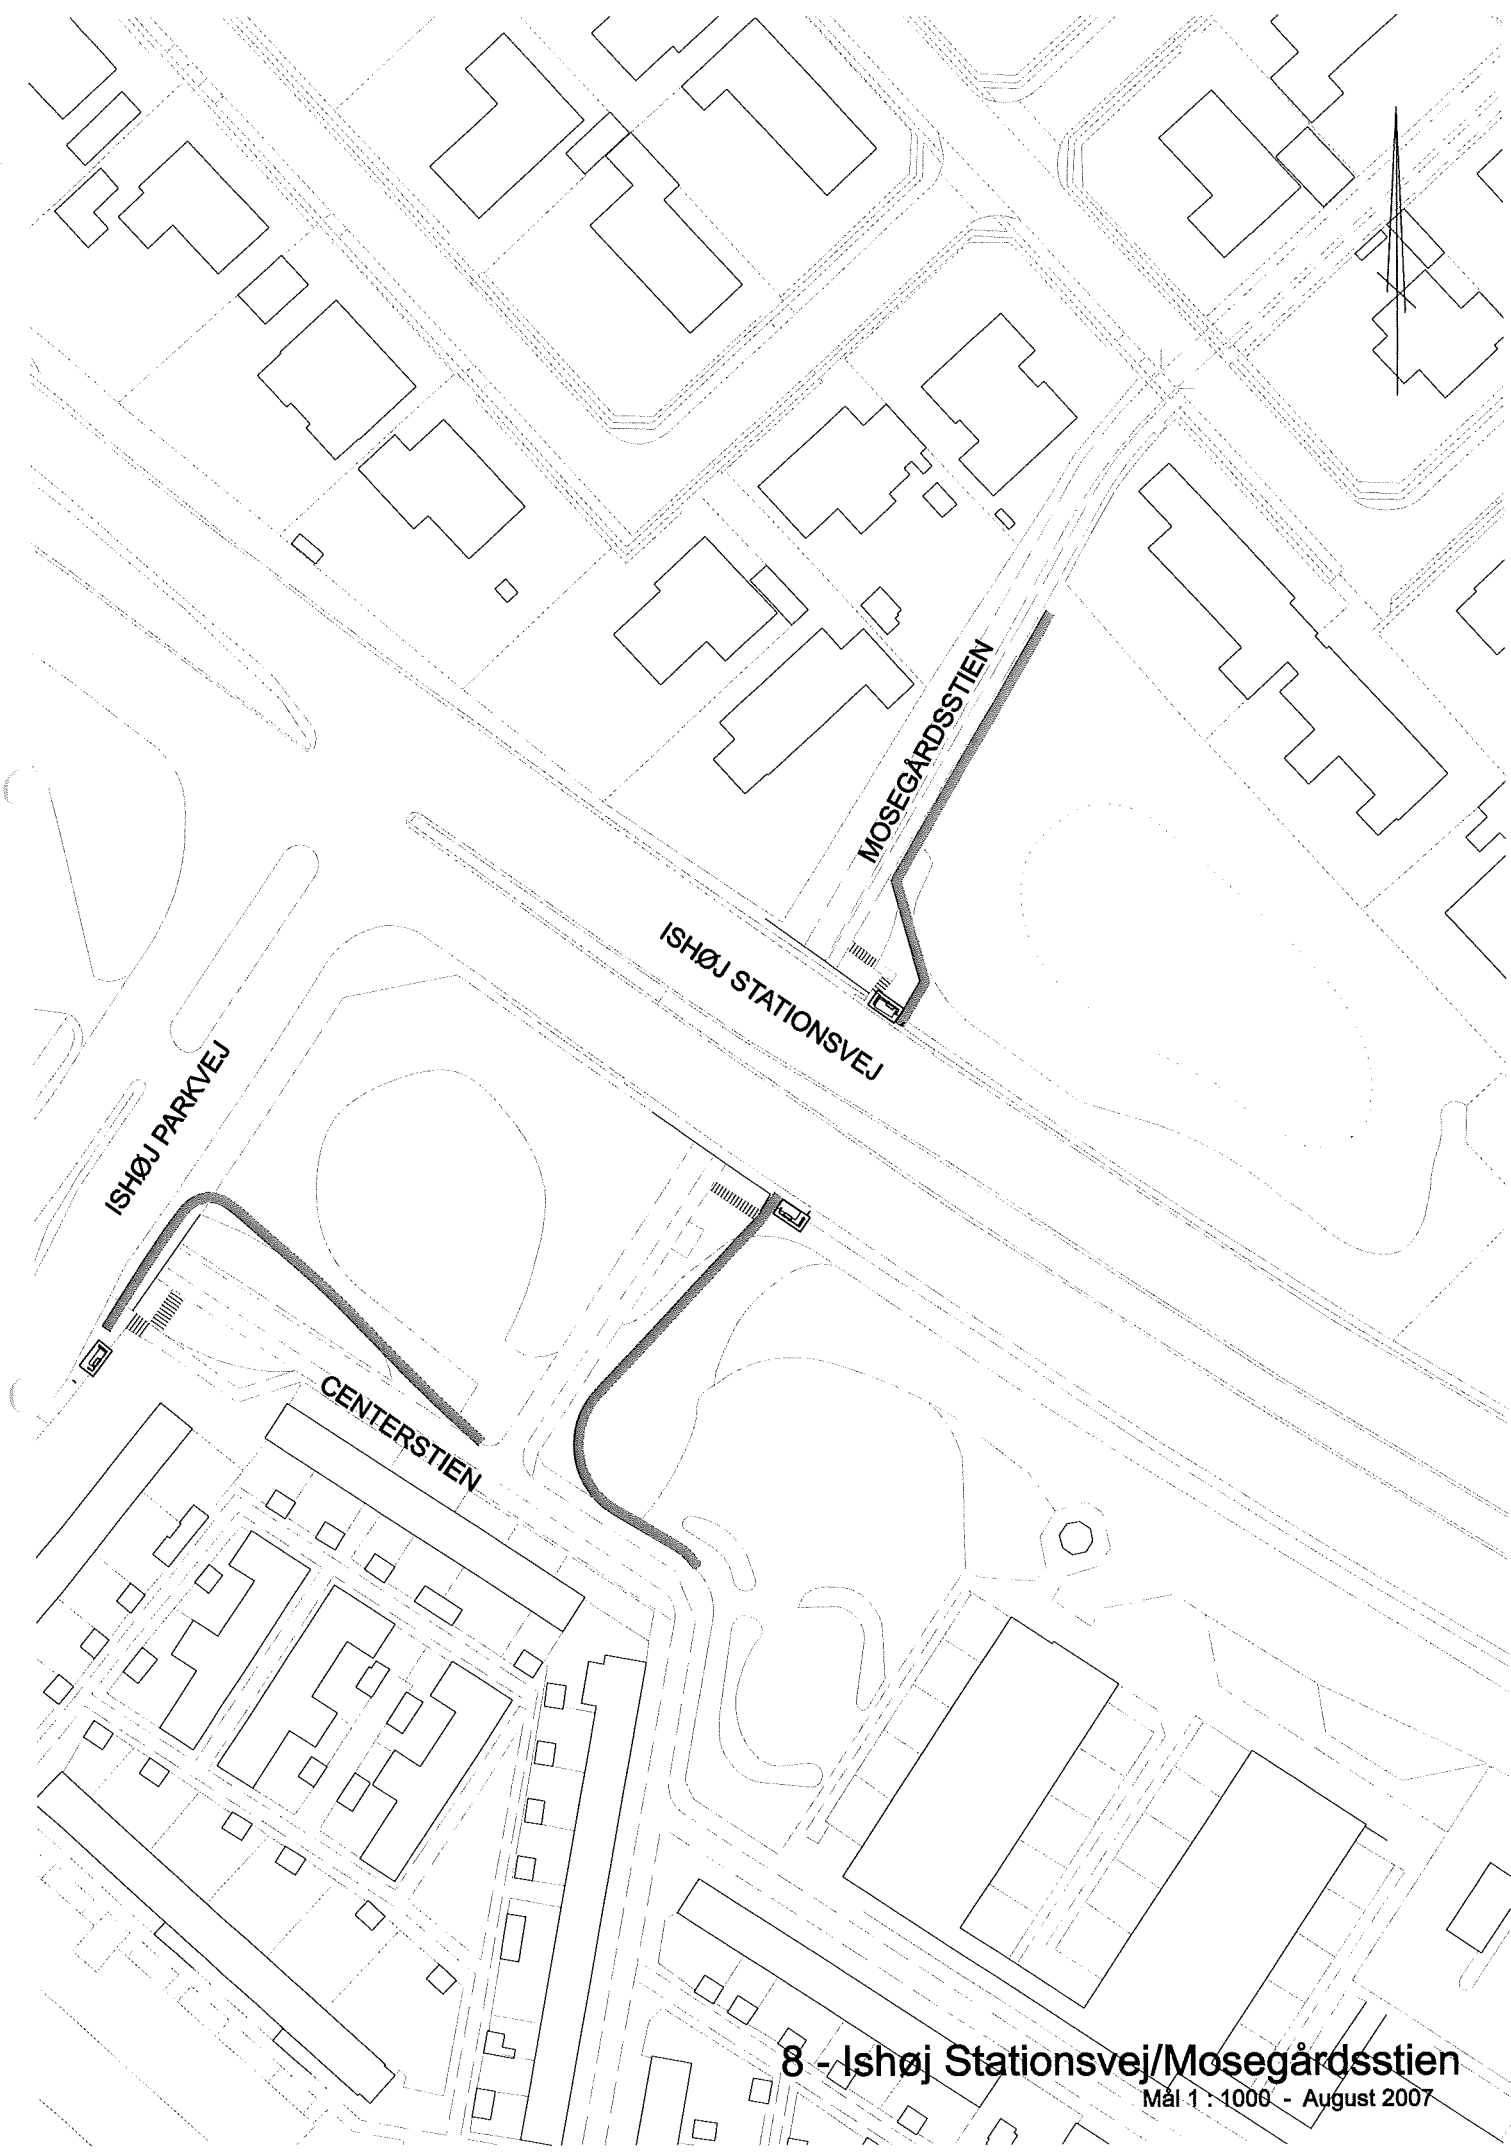 MOSEGÅRDSSTIEN
ISHØJ STATIONSVEJ
ISHØJ PARKVEJ
CENTERSTIEN
8 - Ishøj Stationsvej/Mosegårdsstien
Mål 1 : 1000 - August 2007